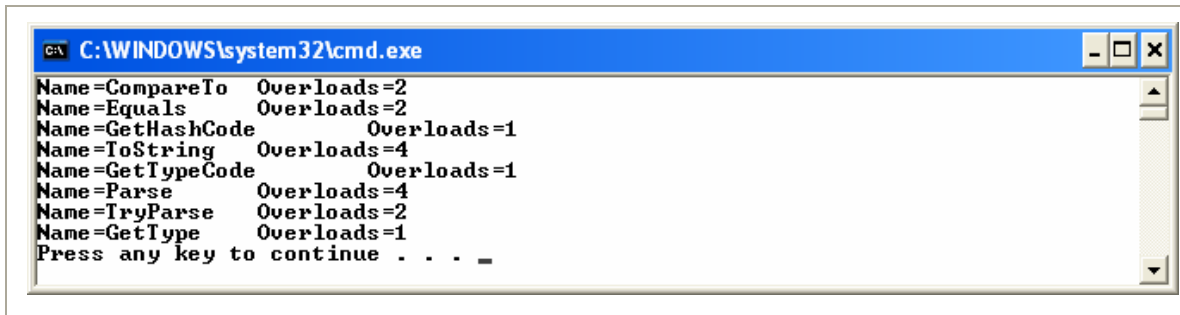 C:\WINDOWS\system32\cmd.exe
Name=CompareTo  Overloads=2
Name=Equals     Overloads=2
Name=GetHashCode        Overloads=1
Name=ToString   Overloads=4
Name=GetTypeCode        Overloads=1
Name=Parse      Overloads=4
Name=TryParse   Overloads=2
Name=GetType    Overloads=1
Press any key to continue . . . _